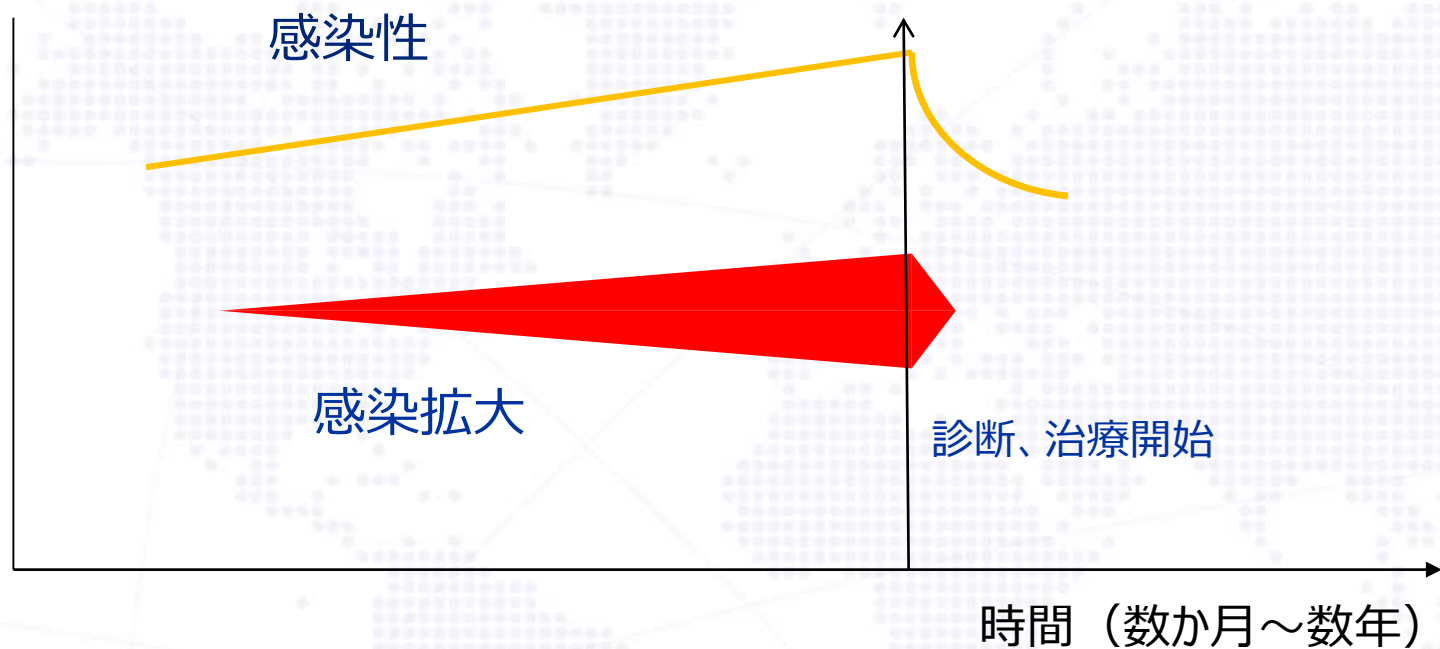 感染性
感染拡大
診断、治療開始
時間（数か月～数年）